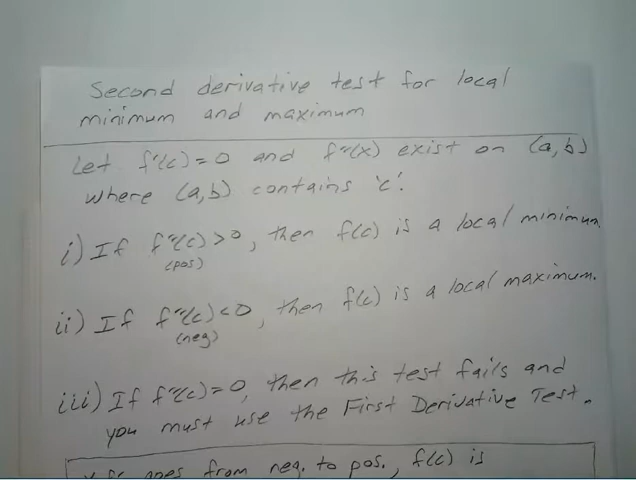 Second derivative test for local
minimum and maximum
Let f'(c)=0 and f"(x) exist on (a,b)
where (a,b) contains 'c'.
i) If f"(c)>0, then f(c) is a local minimum.
(pos)
ii) If f"(c)<0, then f(c) is a local maximum.
(neg)
iii) If f"(c)=0, then this test fails and
you must use the First Derivative Test.
goes from neg. to pos., f(c) is